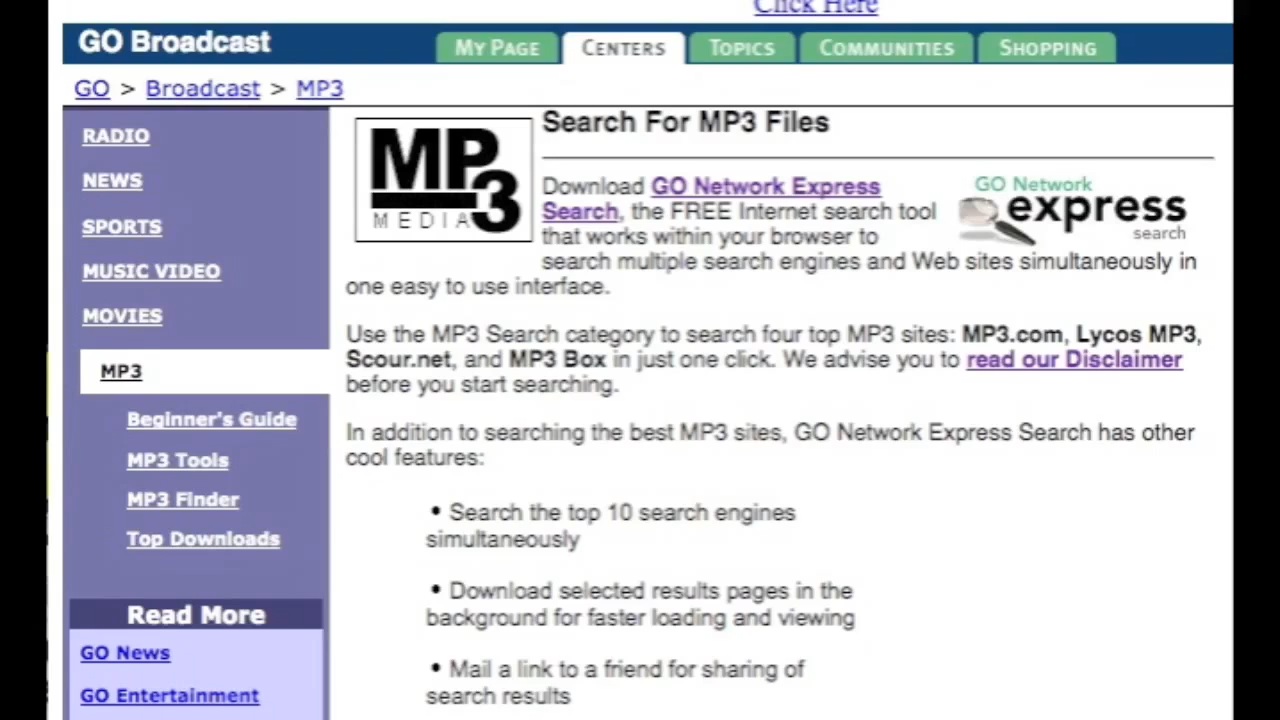 Click Here
GO Broadcast
MY PAGE
CENTERS
TOPICS
COMMUNITIES
SHOPPING
GO > Broadcast > MP3
RADIO
NEWS
SPORTS
MUSIC VIDEO
MOVIES
MP3
Beginner's Guide
MP3 Tools
MP3 Finder
Top Downloads
Read More
GO News
GO Entertainment
MP3
MEDIA
Search For MP3 Files
Download GO Network Express
Search, the FREE Internet search tool
that works within your browser to
search multiple search engines and Web sites simultaneously in
one easy to use interface.
GO Network
express
search
Use the MP3 Search category to search four top MP3 sites: MP3.com, Lycos MP3,
Scour.net, and MP3 Box in just one click. We advise you to read our Disclaimer
before you start searching.
In addition to searching the best MP3 sites, GO Network Express Search has other
cool features:
• Search the top 10 search engines
simultaneously
• Download selected results pages in the
background for faster loading and viewing
• Mail a link to a friend for sharing of
search results